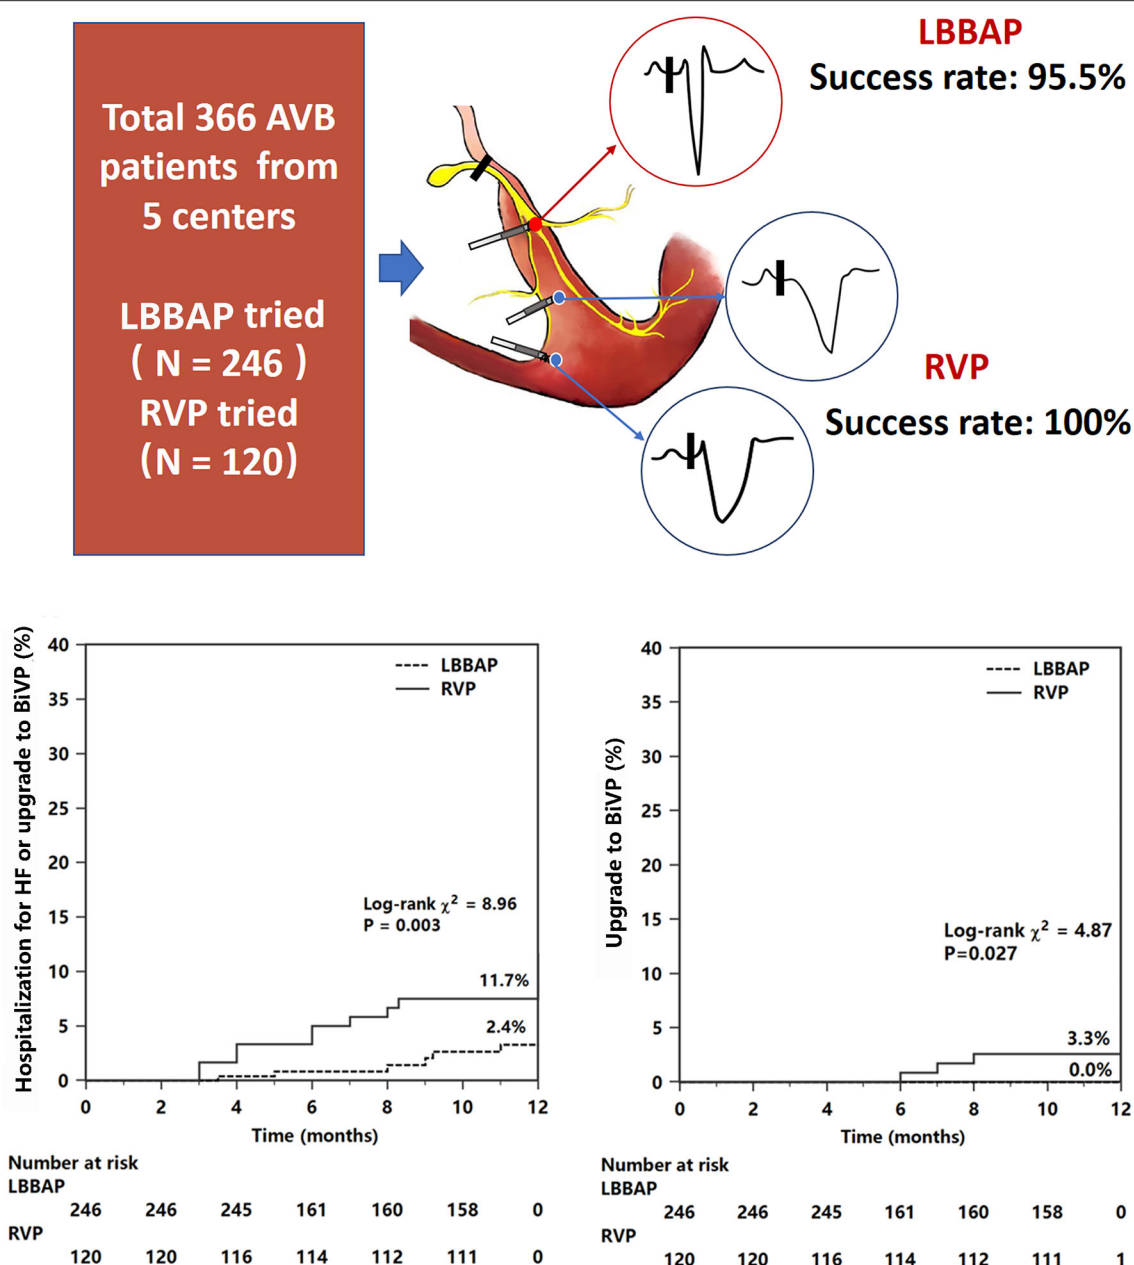 Total 366 AVB
patients from
5 centers
LBBAP tried
( N = 246 )
RVP tried
(N = 120)
LBBAP
Success rate: 95.5%
RVP
Success rate: 100%
Hospitalization for HF or upgrade to BiVP (%)
40
35
30
25
20
15
10
5
0
LBBAP
RVP
Log-rank χ² = 8.96
P = 0.003
11.7%
2.4%
0 2 4 6 8 10 12
Time (months)
Number at risk
LBBAP
246 246 245 161 160 158 0
RVP
120 120 116 114 112 111 0
Upgrade to BiVP (%)
40
35
30
25
20
15
10
5
0
LBBAP
RVP
Log-rank χ² = 4.87
P=0.027
3.3%
0.0%
0 2 4 6 8 10 12
Time (months)
Number at risk
LBBAP
246 246 245 161 160 158 0
RVP
120 120 116 114 112 111 1